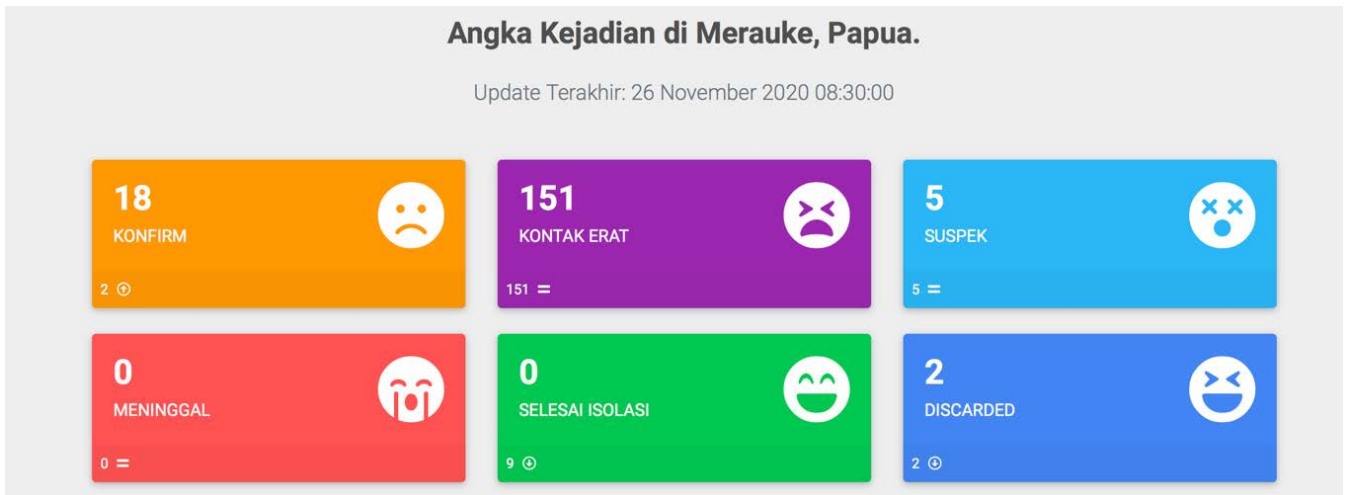 Angka Kejadian di Merauke, Papua.
Update Terakhir: 26 November 2020 08:30:00
18
KONFIRM
2
151
KONTAK ERAT
151 =
5
SUSPEK
5 =
0
MENINGGAL
0 =
0
SELESAI ISOLASI
9
2
DISCARDED
2